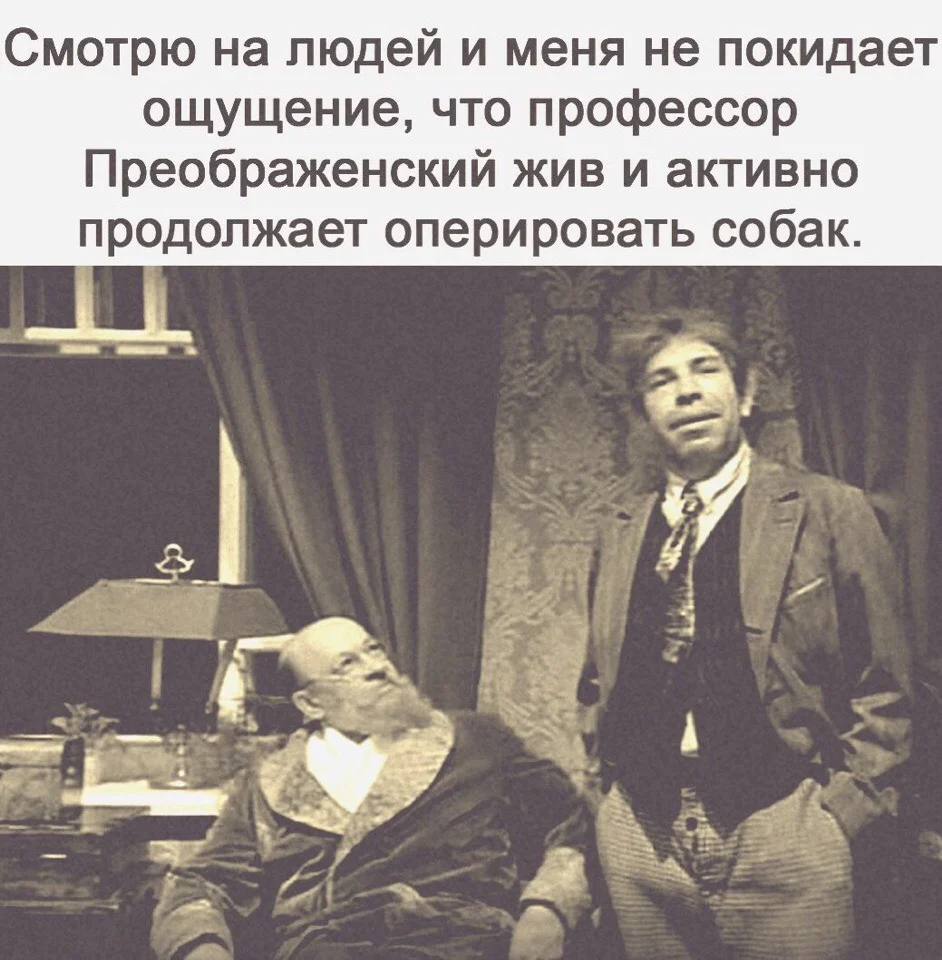 Смотрю на людей и меня не покидает
ощущение, что профессор
Преображенский жив и активно
продолжает оперировать собак.